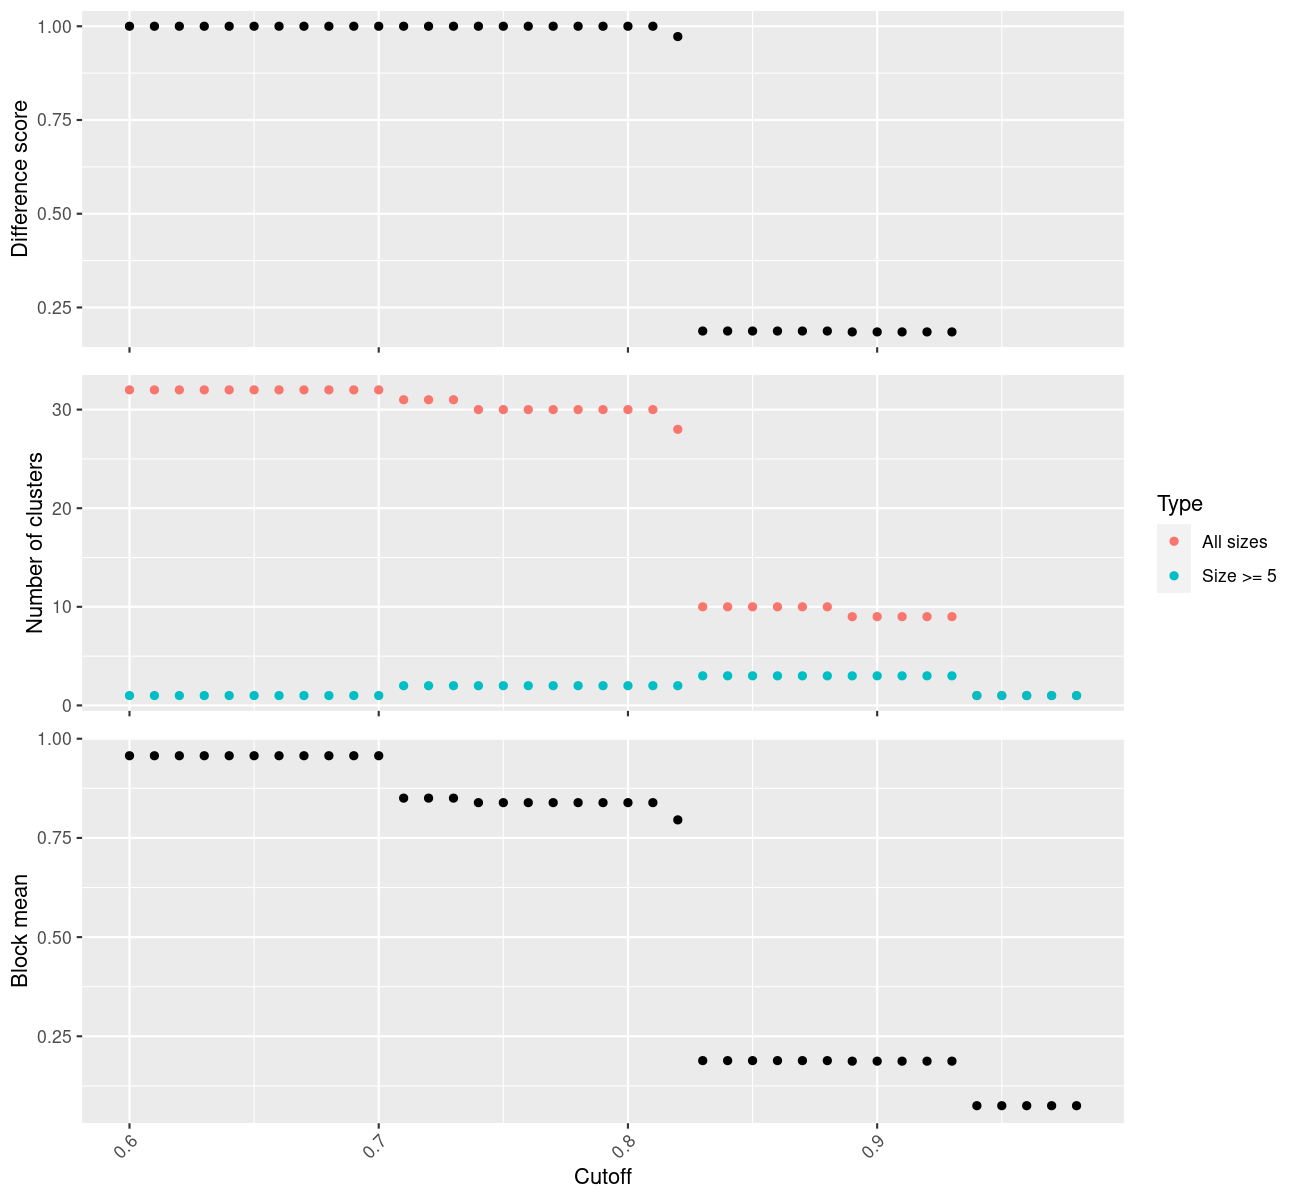 1.00
0.75
0.50
0.25
Difference score
30
20
10
0
Number of clusters
Type
All sizes
Size >= 5
1.00
0.75
0.50
0.25
Block mean
0.6
0.7
0.8
0.9
Cutoff